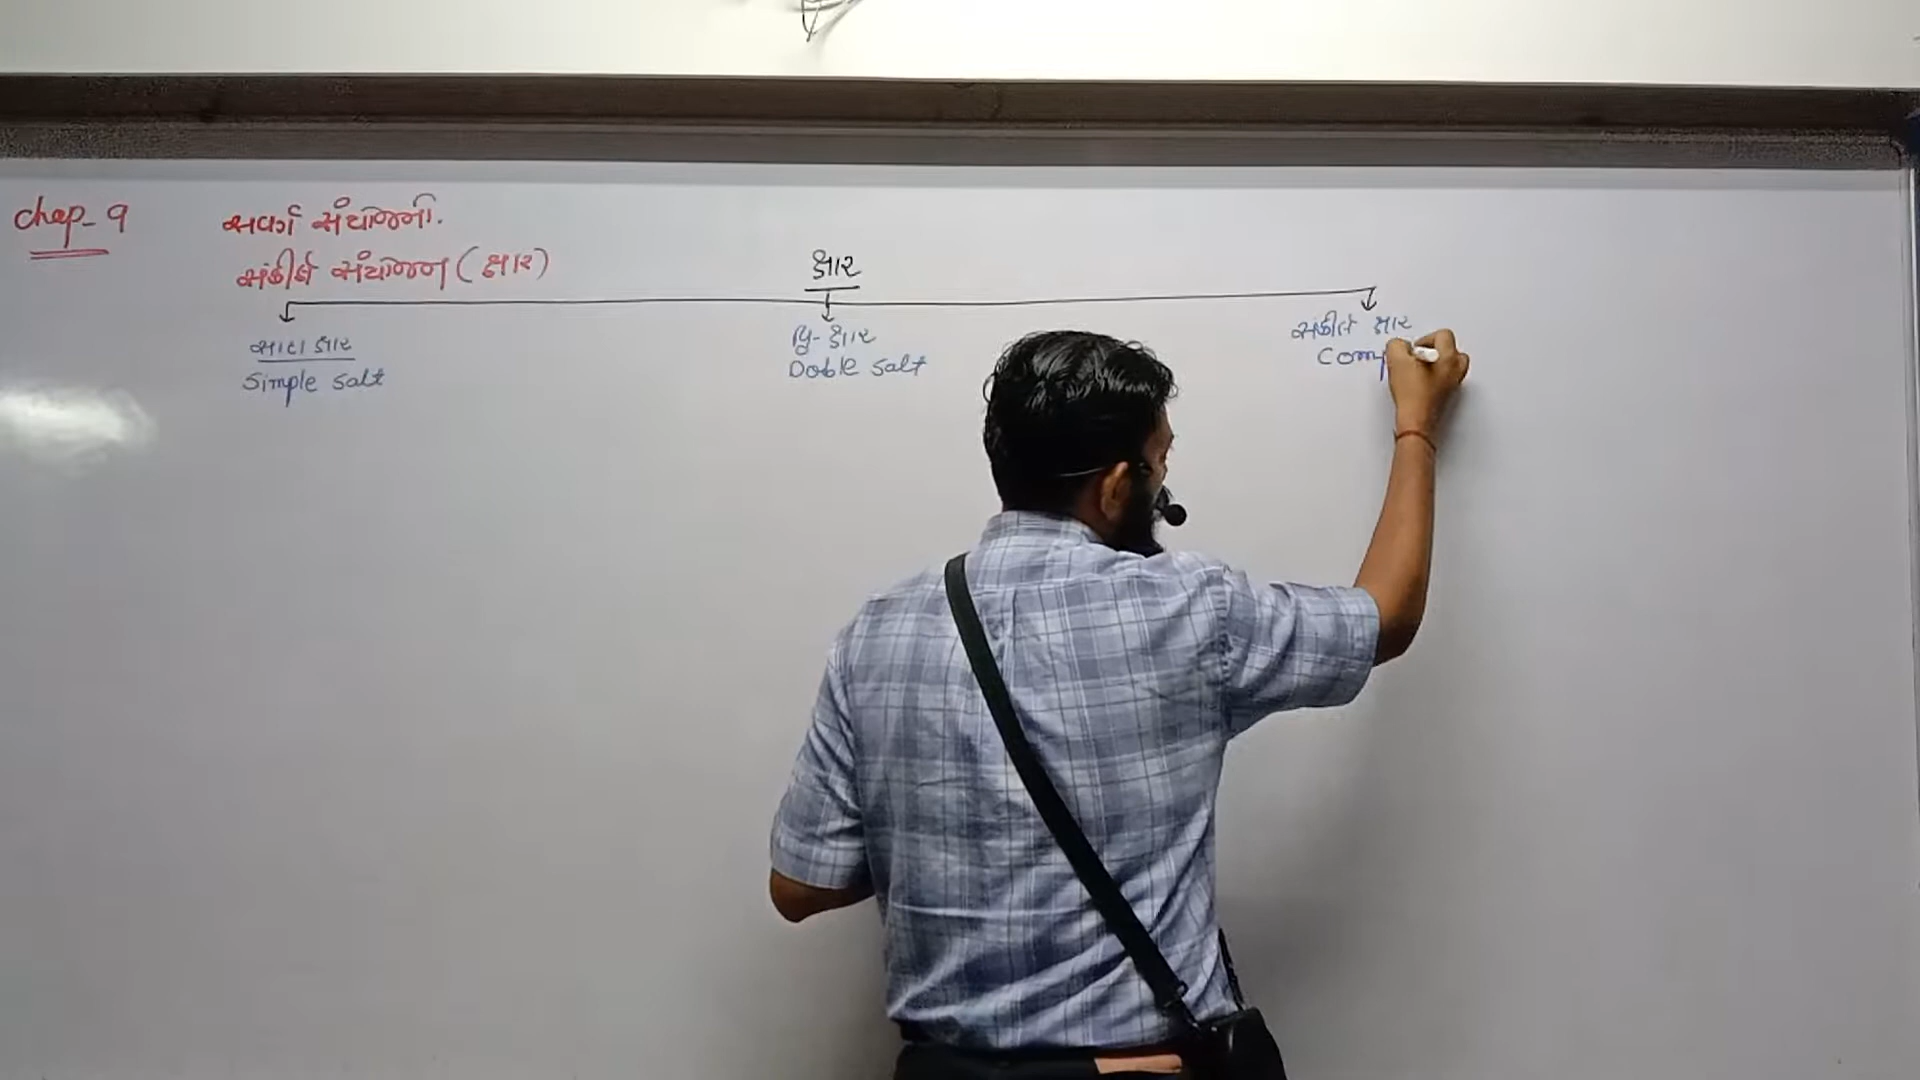 chap-9
સવર્ગ સંયોજનો.
સંકીર્ણ સંયોજન (ક્ષાર)
ક્ષાર
સાદા ક્ષાર
Simple salt
દ્વિ-ક્ષાર
Doble salt
સંકીર્ણ ક્ષાર
Comp